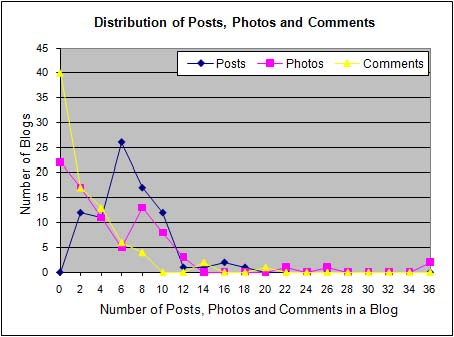 Distribution of Posts, Photos and Comments
Posts Photos Comments
Number of Blogs
45
40
35
30
25
20
15
10
5
0
0 2 4 6 8 10 12 14 16 18 20 22 24 26 28 30 32 34 36
Number of Posts, Photos and Comments in a Blog